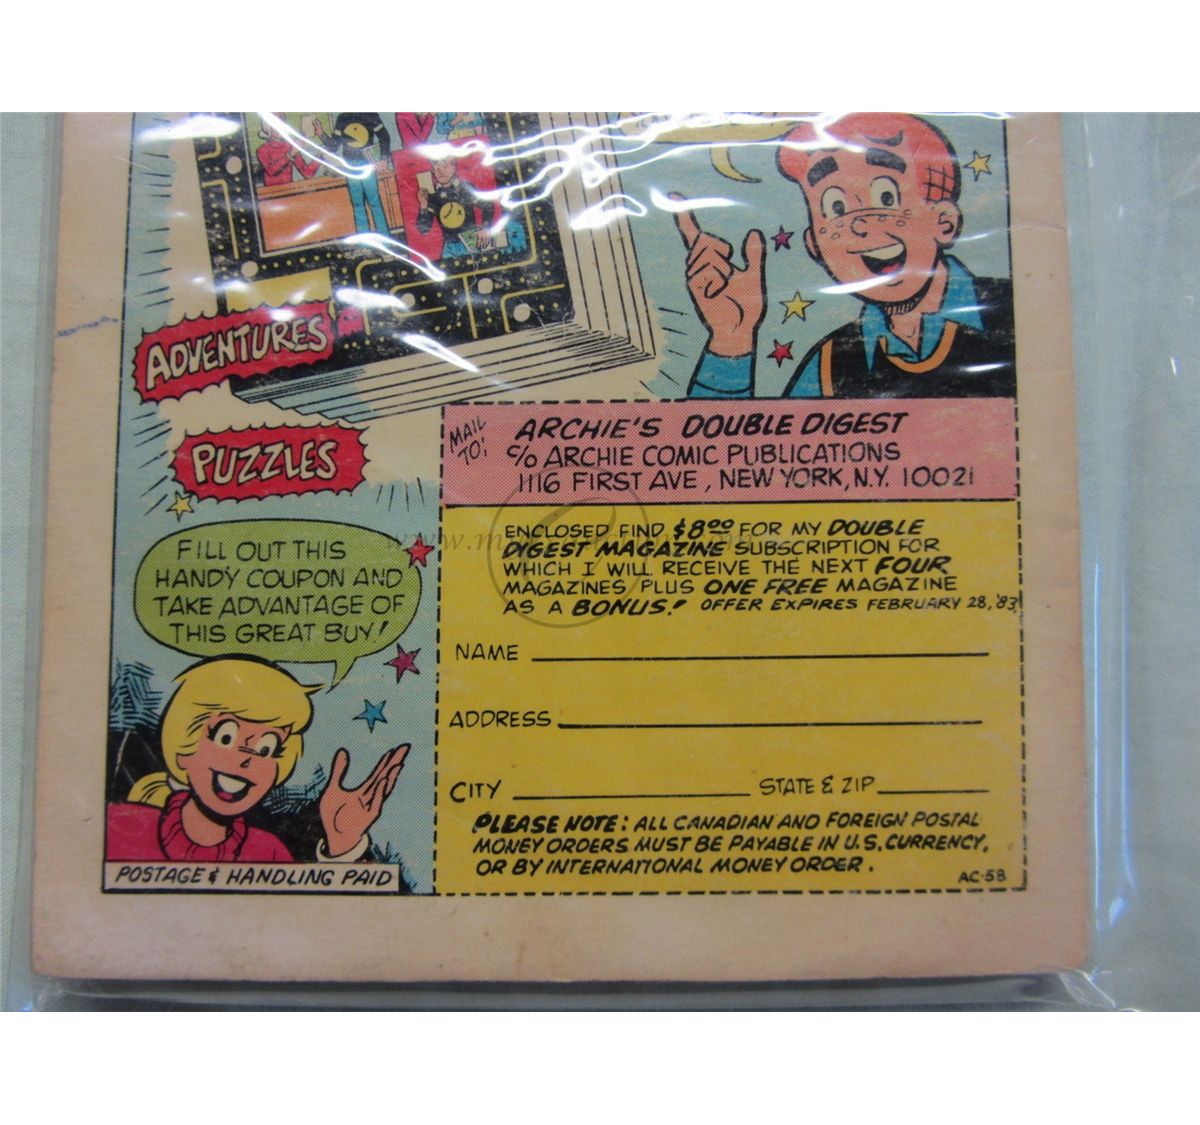 ADVENTURES
PUZZLES
MAIL
TO:
ARCHIE'S DOUBLE DIGEST
c/o ARCHIE COMIC PUBLICATIONS
1116 FIRST AVE, NEW YORK, N.Y. 10021
FILL OUT THIS
HANDY COUPON AND
TAKE ADVANTAGE OF
THIS GREAT BUY!
ENCLOSED FIND $8.00 FOR MY DOUBLE
DIGEST MAGAZINE SUBSCRIPTION FOR
WHICH I WILL RECEIVE THE NEXT FOUR
MAGAZINES, PLUS ONE FREE MAGAZINE
AS A BONUS! OFFER EXPIRES FEBRUARY 28, '83.
NAME
ADDRESS
CITY STATE & ZIP
PLEASE NOTE: ALL CANADIAN AND FOREIGN POSTAL
MONEY ORDERS MUST BE PAYABLE IN U.S. CURRENCY,
OR BY INTERNATIONAL MONEY ORDER.
AC-58
POSTAGE & HANDLING PAID